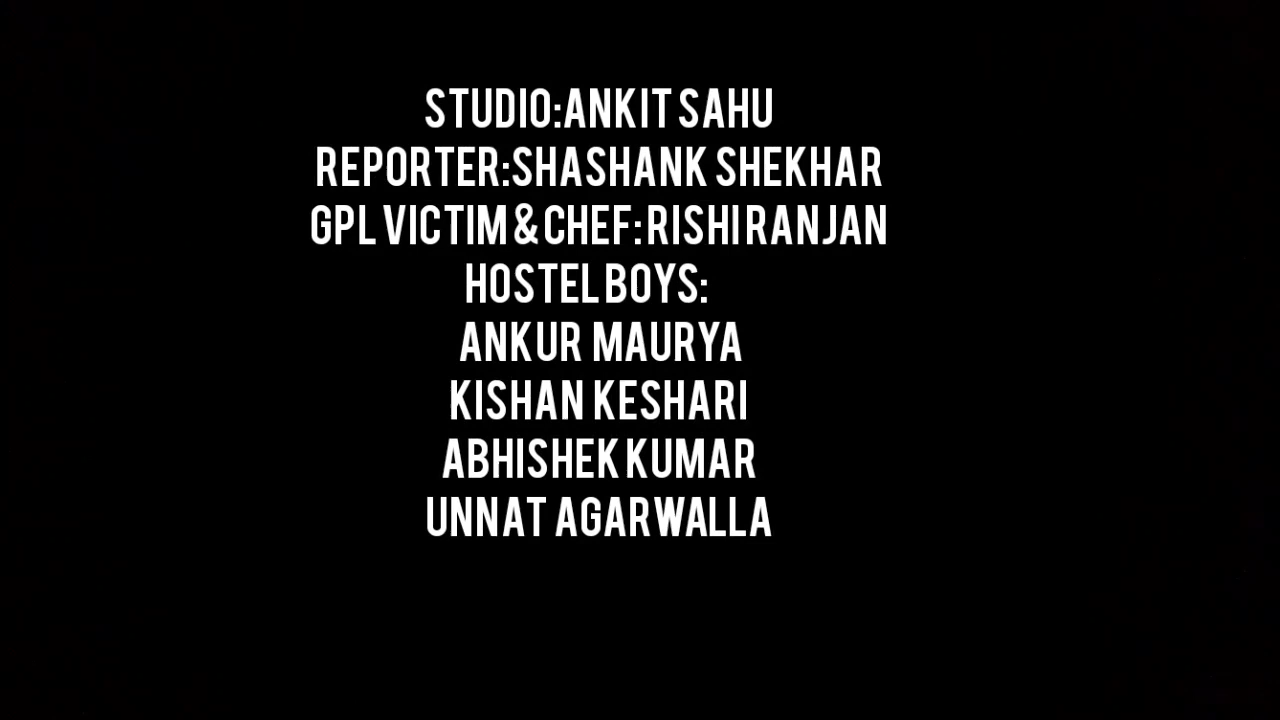 STUDIO:ANKIT SAHU
REPORTER:SHASHANK SHEKHAR
GPL VICTIM & CHEF: RISHI RANJAN
HOSTEL BOYS:
ANKUR MAURYA
KISHAN KESHARI
ABHISHEK KUMAR
UNNAT AGARWALLA